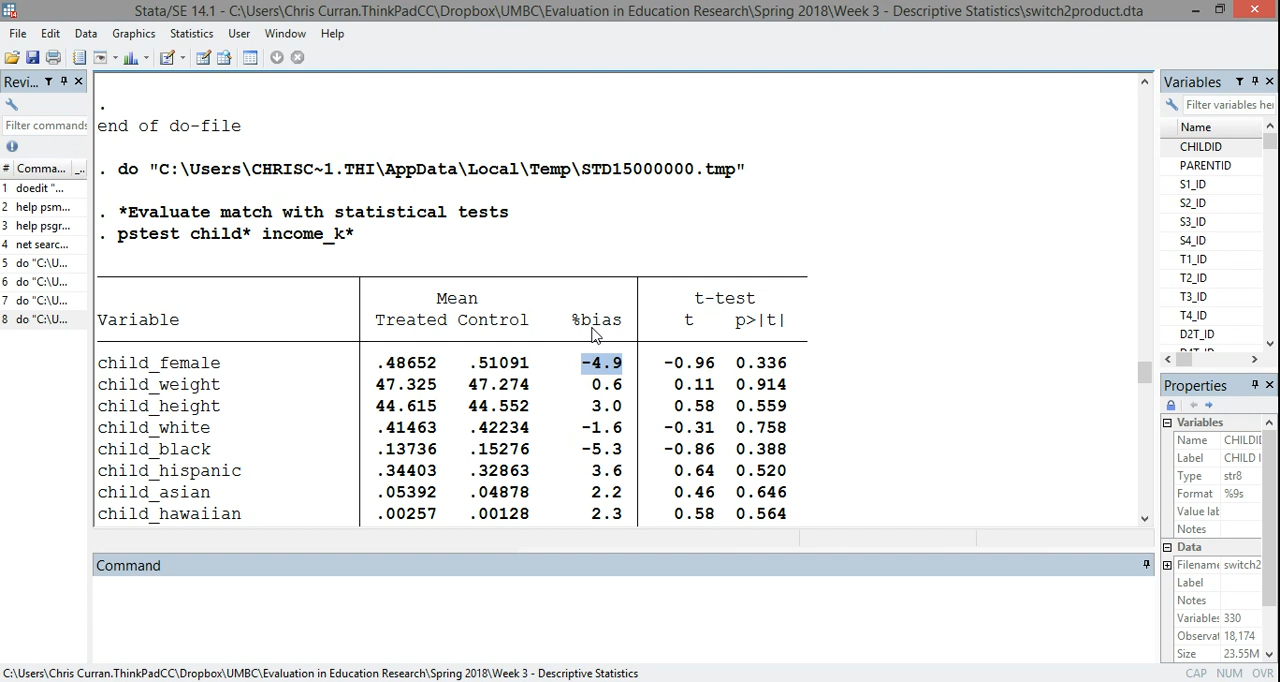 Stata/SE 14.1 - C:\Users\Chris Curran.ThinkPadCC\Dropbox\UMBC\Evaluation in Education Research\Spring 2018\Week 3 - Descriptive Statistics\switch2product.dta
File Edit Data Graphics Statistics User Window Help
Revi...
Filter commands
# Comma... _..
1 doedit "...
2 help psm...
3 help psgr...
4 net searc...
5 do "C:\U...
6 do "C:\U...
7 do "C:\U...
8 do "C:\U...
.
end of do-file
. do "C:\Users\CHRISC~1.THI\AppData\Local\Temp\STD15000000.tmp"
. *Evaluate match with statistical tests
. pstest child* income_k*
Mean t-test
Variable Treated Control %bias t p>|t|
child_female .48652 .51091 -4.9 -0.96 0.336
child_weight 47.325 47.274 0.6 0.11 0.914
child_height 44.615 44.552 3.0 0.58 0.559
child_white .41463 .42234 -1.6 -0.31 0.758
child_black .13736 .15276 -5.3 -0.86 0.388
child_hispanic .34403 .32863 3.6 0.64 0.520
child_asian .05392 .04878 2.2 0.46 0.646
child_hawaiian .00257 .00128 2.3 0.58 0.564
Command
Variables
Filter variables he
Name
CHILDID
PARENTID
S1_ID
S2_ID
S3_ID
S4_ID
T1_ID
T2_ID
T3_ID
T4_ID
D2T_ID
Properties
Variables
Name CHILDI
Label CHILD I
Type str8
Format %9s
Value lab
Notes
Data
Filename switch2
Label
Notes
Variables 330
Observat 18,174
Size 23.55M
C:\Users\Chris Curran.ThinkPadCC\Dropbox\UMBC\Evaluation in Education Research\Spring 2018\Week 3 - Descriptive Statistics
CAP NUM OVR